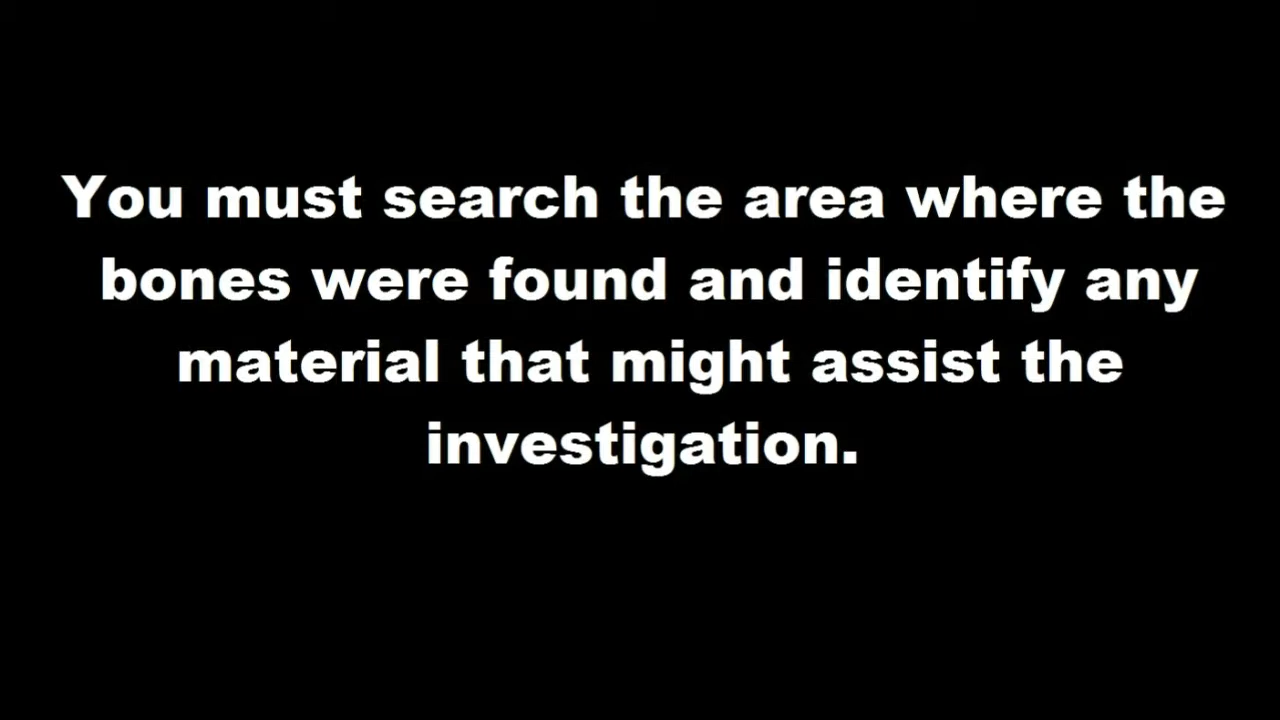 You must search the area where the
bones were found and identify any
material that might assist the
investigation.